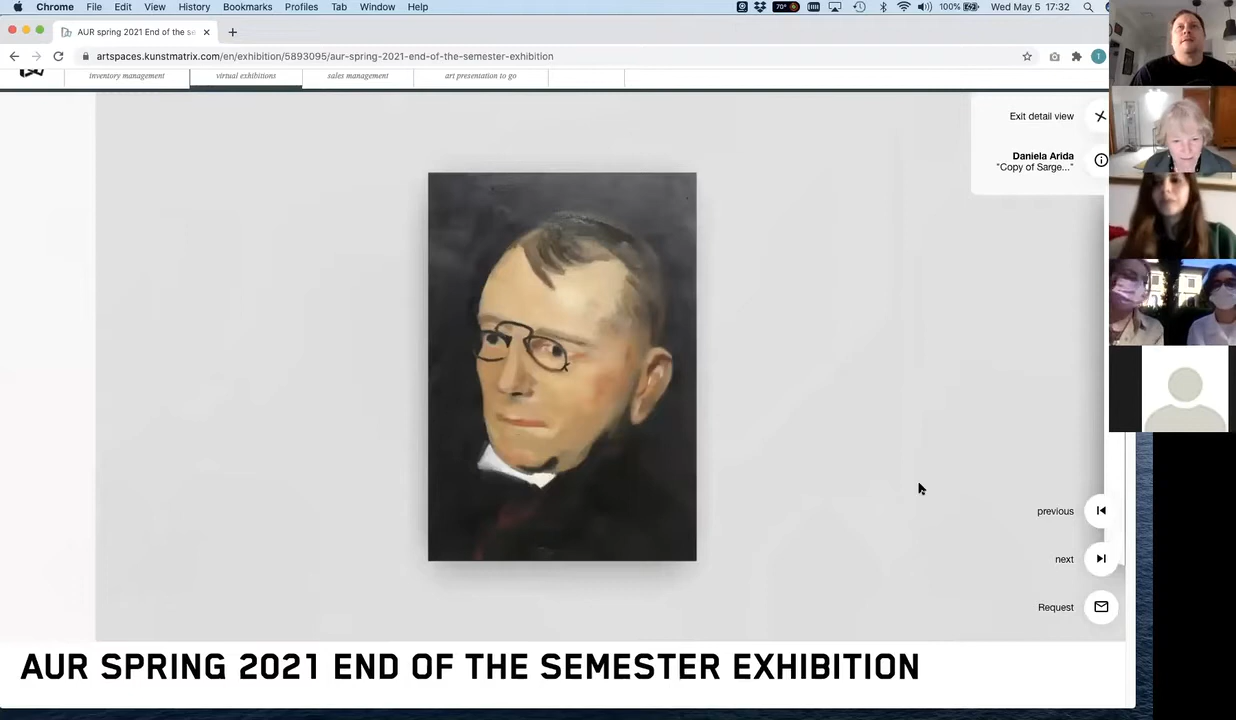 Chrome File Edit View History Bookmarks Profiles Tab Window Help 70° 100% Wed May 5 17:32
AUR spring 2021 End of the se
artspaces.kunstmatrix.com/en/exhibition/5893095/aur-spring-2021-end-of-the-semester-exhibition
inventory management virtual exhibitions sales management art presentation to go
Exit detail view
Daniela Arida
"Copy of Sarge..."
previous
next
Request
AUR SPRING 2021 END OF THE SEMESTER EXHIBITION